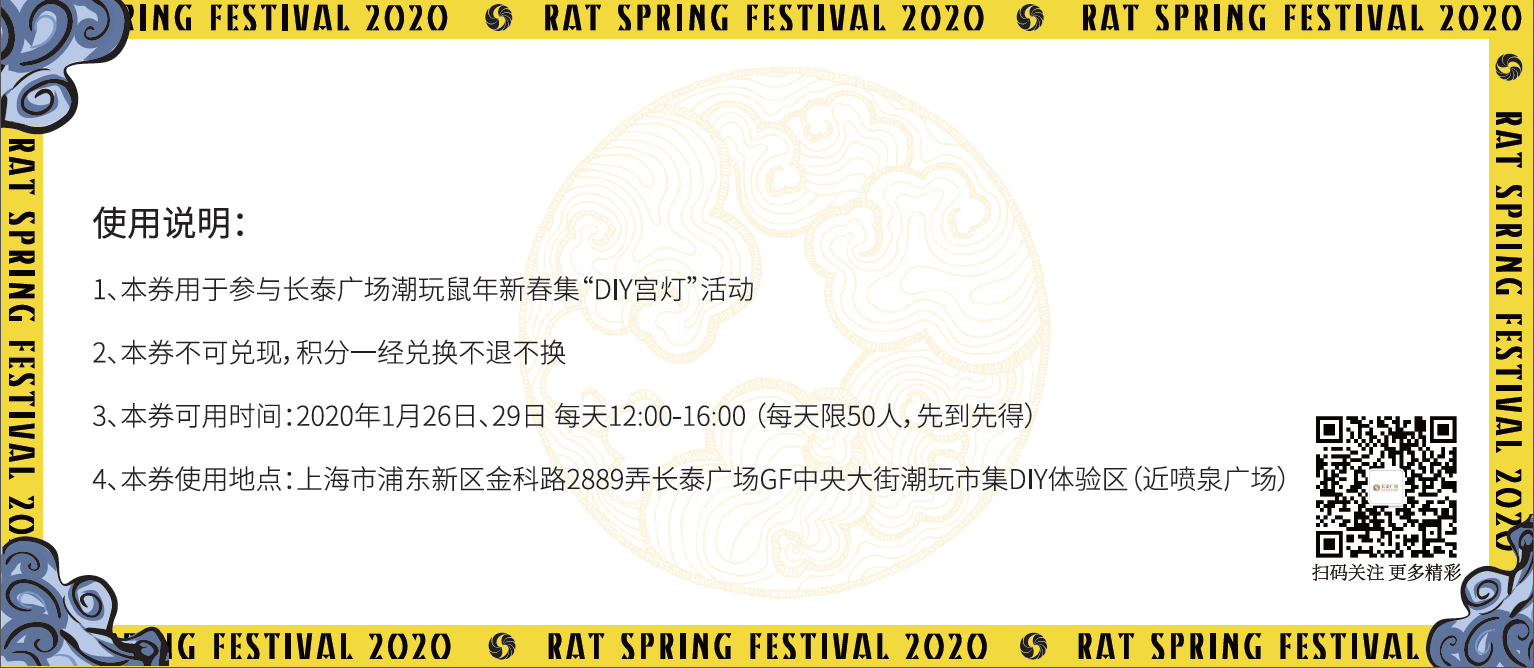 RING FESTIVAL 2020 RAT SPRING FESTIVAL 2020 RAT SPRING FESTIVAL 2020
RAT SPRING FESTIVAL 20
使用说明：
1、本券用于参与长泰广场潮玩鼠年新春集“DIY宫灯”活动
2、本券不可兑现，积分一经兑换不退不换
3、本券可用时间：2020年1月26日、29日 每天12:00-16:00（每天限50人，先到先得）
4、本券使用地点：上海市浦东新区金科路2889弄长泰广场GF中央大街潮玩市集DIY体验区（近喷泉广场）
扫码关注 更多精彩
RAT SPRING FESTIVAL 2020
NG FESTIVAL 2020 RAT SPRING FESTIVAL 2020 RAT SPRING FESTIVAL